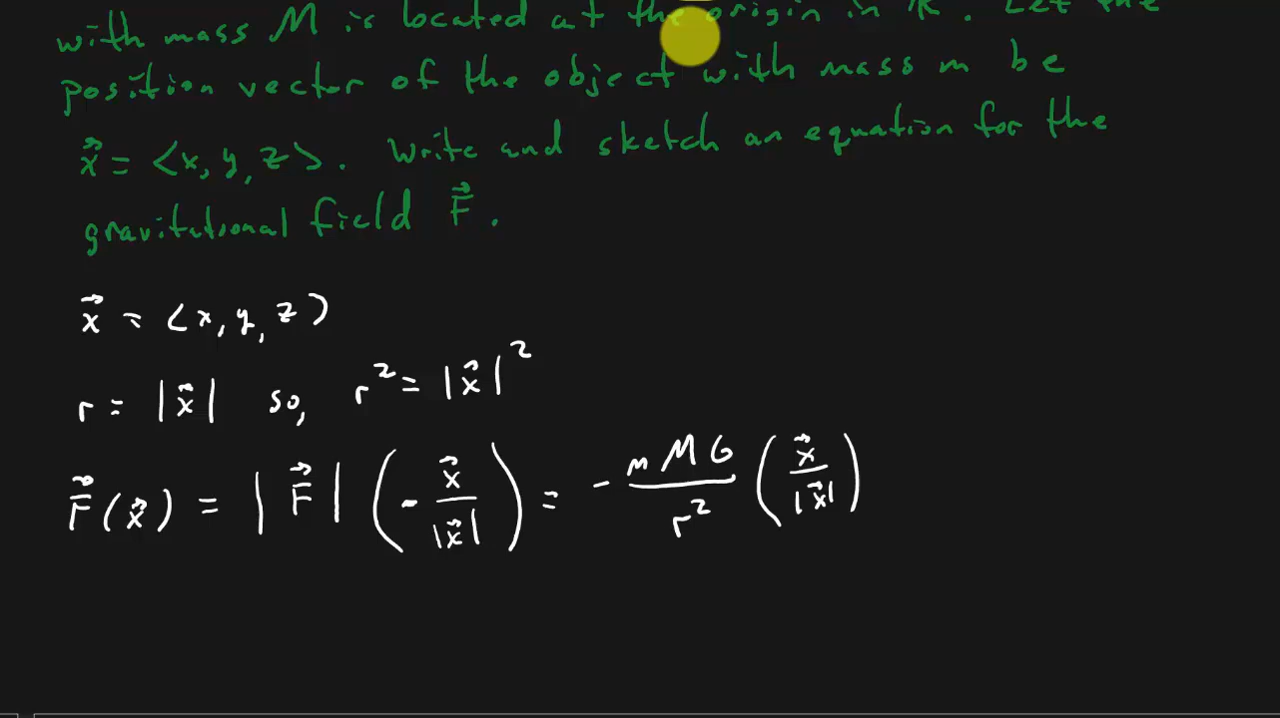 with mass M is located at the origin in R. Let the
position vector of the object with mass m be
x⃗ = <x, y, z>. Write and sketch an equation for the
gravitational field F⃗.
x⃗ = <x, y, z)
r = |x⃗| so, r² = |x⃗|²
F⃗(x⃗) = |F⃗| (- x⃗/|x⃗|) = - mMG/r² (x⃗/|x⃗|)